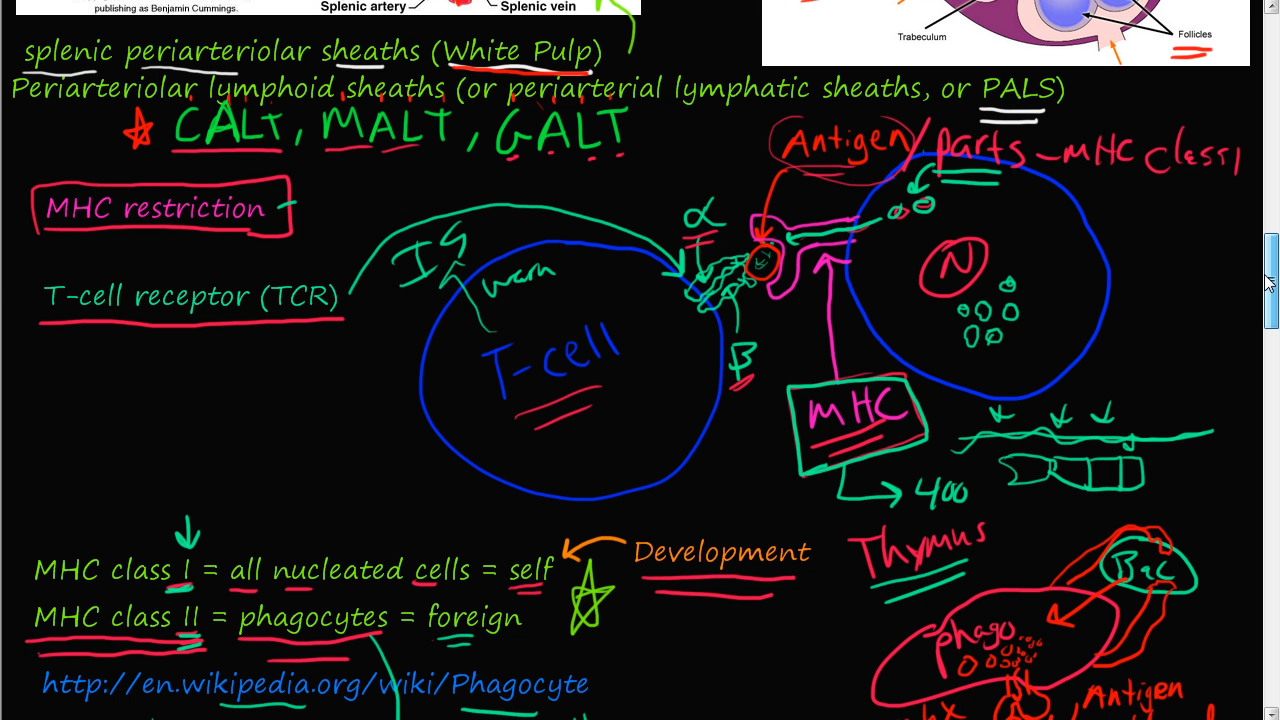 publishing as Benjamin Cummings.
Splenic artery
Splenic vein
Trabeculum
Follicles
splenic periarteriolar sheaths (White Pulp)
Periarteriolar lymphoid sheaths (or periarterial lymphatic sheaths, or PALS)
CALT, MALT, GALT
Antigen/parts - MHC Class I
MHC restriction
α
Ig
T-cell receptor (TCR)
N
T-cell
β
MHC
400
Thymus
Development
MHC class I = all nucleated cells = self
Bac
MHC class II = phagocytes = foreign
phago
http://en.wikipedia.org/wiki/Phagocyte
Antigen